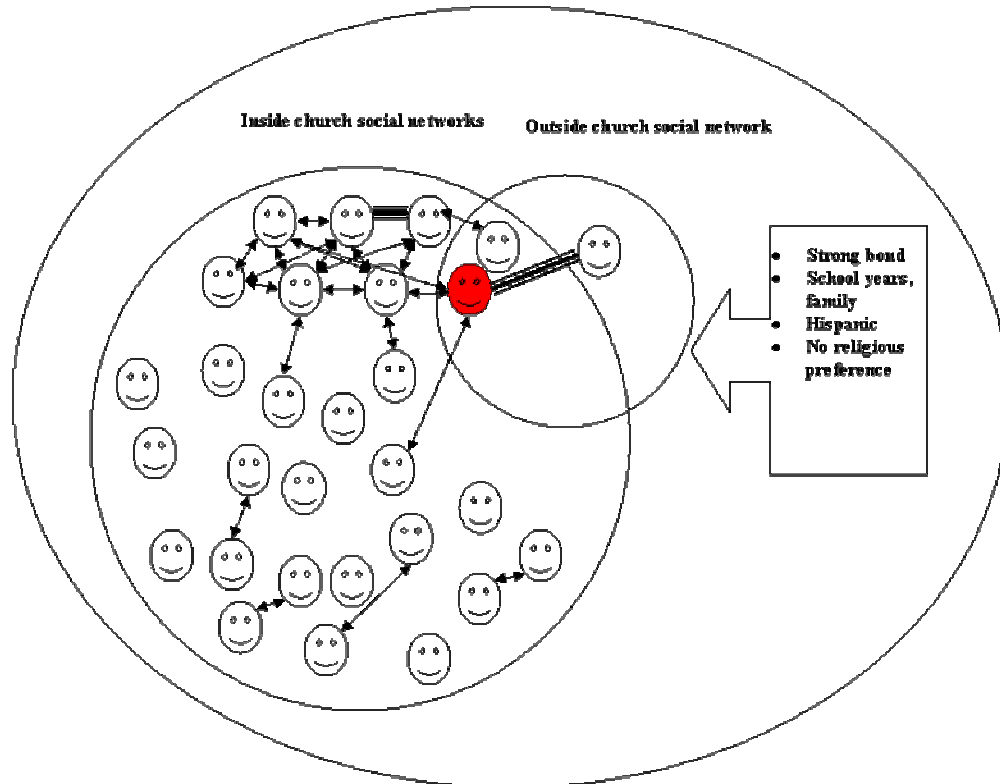 Inside church social networks
Outside church social network
• Strong bond
• School years,
family
• Hispanic
• No religious
preference